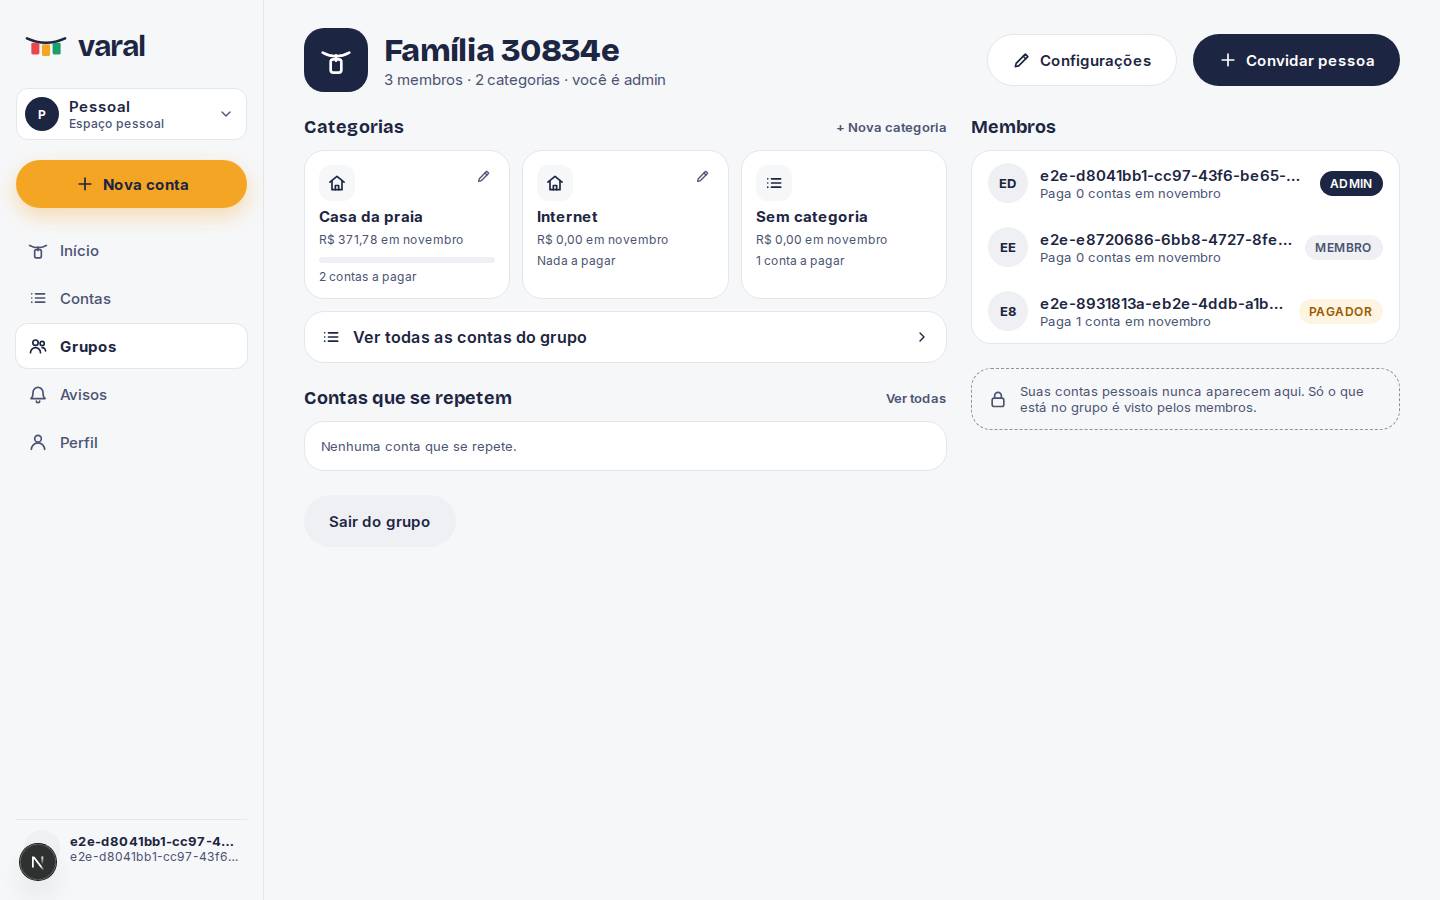 varal
P
Pessoal
Espaço pessoal
Nova conta
Início
Contas
Grupos
Avisos
Perfil
e2e-d8041bb1-cc97-4...
e2e-d8041bb1-cc97-43f6...
N
Família 30834e
3 membros · 2 categorias · você é admin
Configurações
Convidar pessoa
Categorias
+ Nova categoria
Casa da praia
R$ 371,78 em novembro
2 contas a pagar
Internet
R$ 0,00 em novembro
Nada a pagar
Sem categoria
R$ 0,00 em novembro
1 conta a pagar
Ver todas as contas do grupo
Contas que se repetem
Ver todas
Nenhuma conta que se repete.
Sair do grupo
Membros
ED
e2e-d8041bb1-cc97-43f6-be65-...
Paga 0 contas em novembro
ADMIN
EE
e2e-e8720686-6bb8-4727-8fe...
Paga 0 contas em novembro
MEMBRO
E8
e2e-8931813a-eb2e-4ddb-a1b...
Paga 1 conta em novembro
PAGADOR
Suas contas pessoais nunca aparecem aqui. Só o que
está no grupo é visto pelos membros.